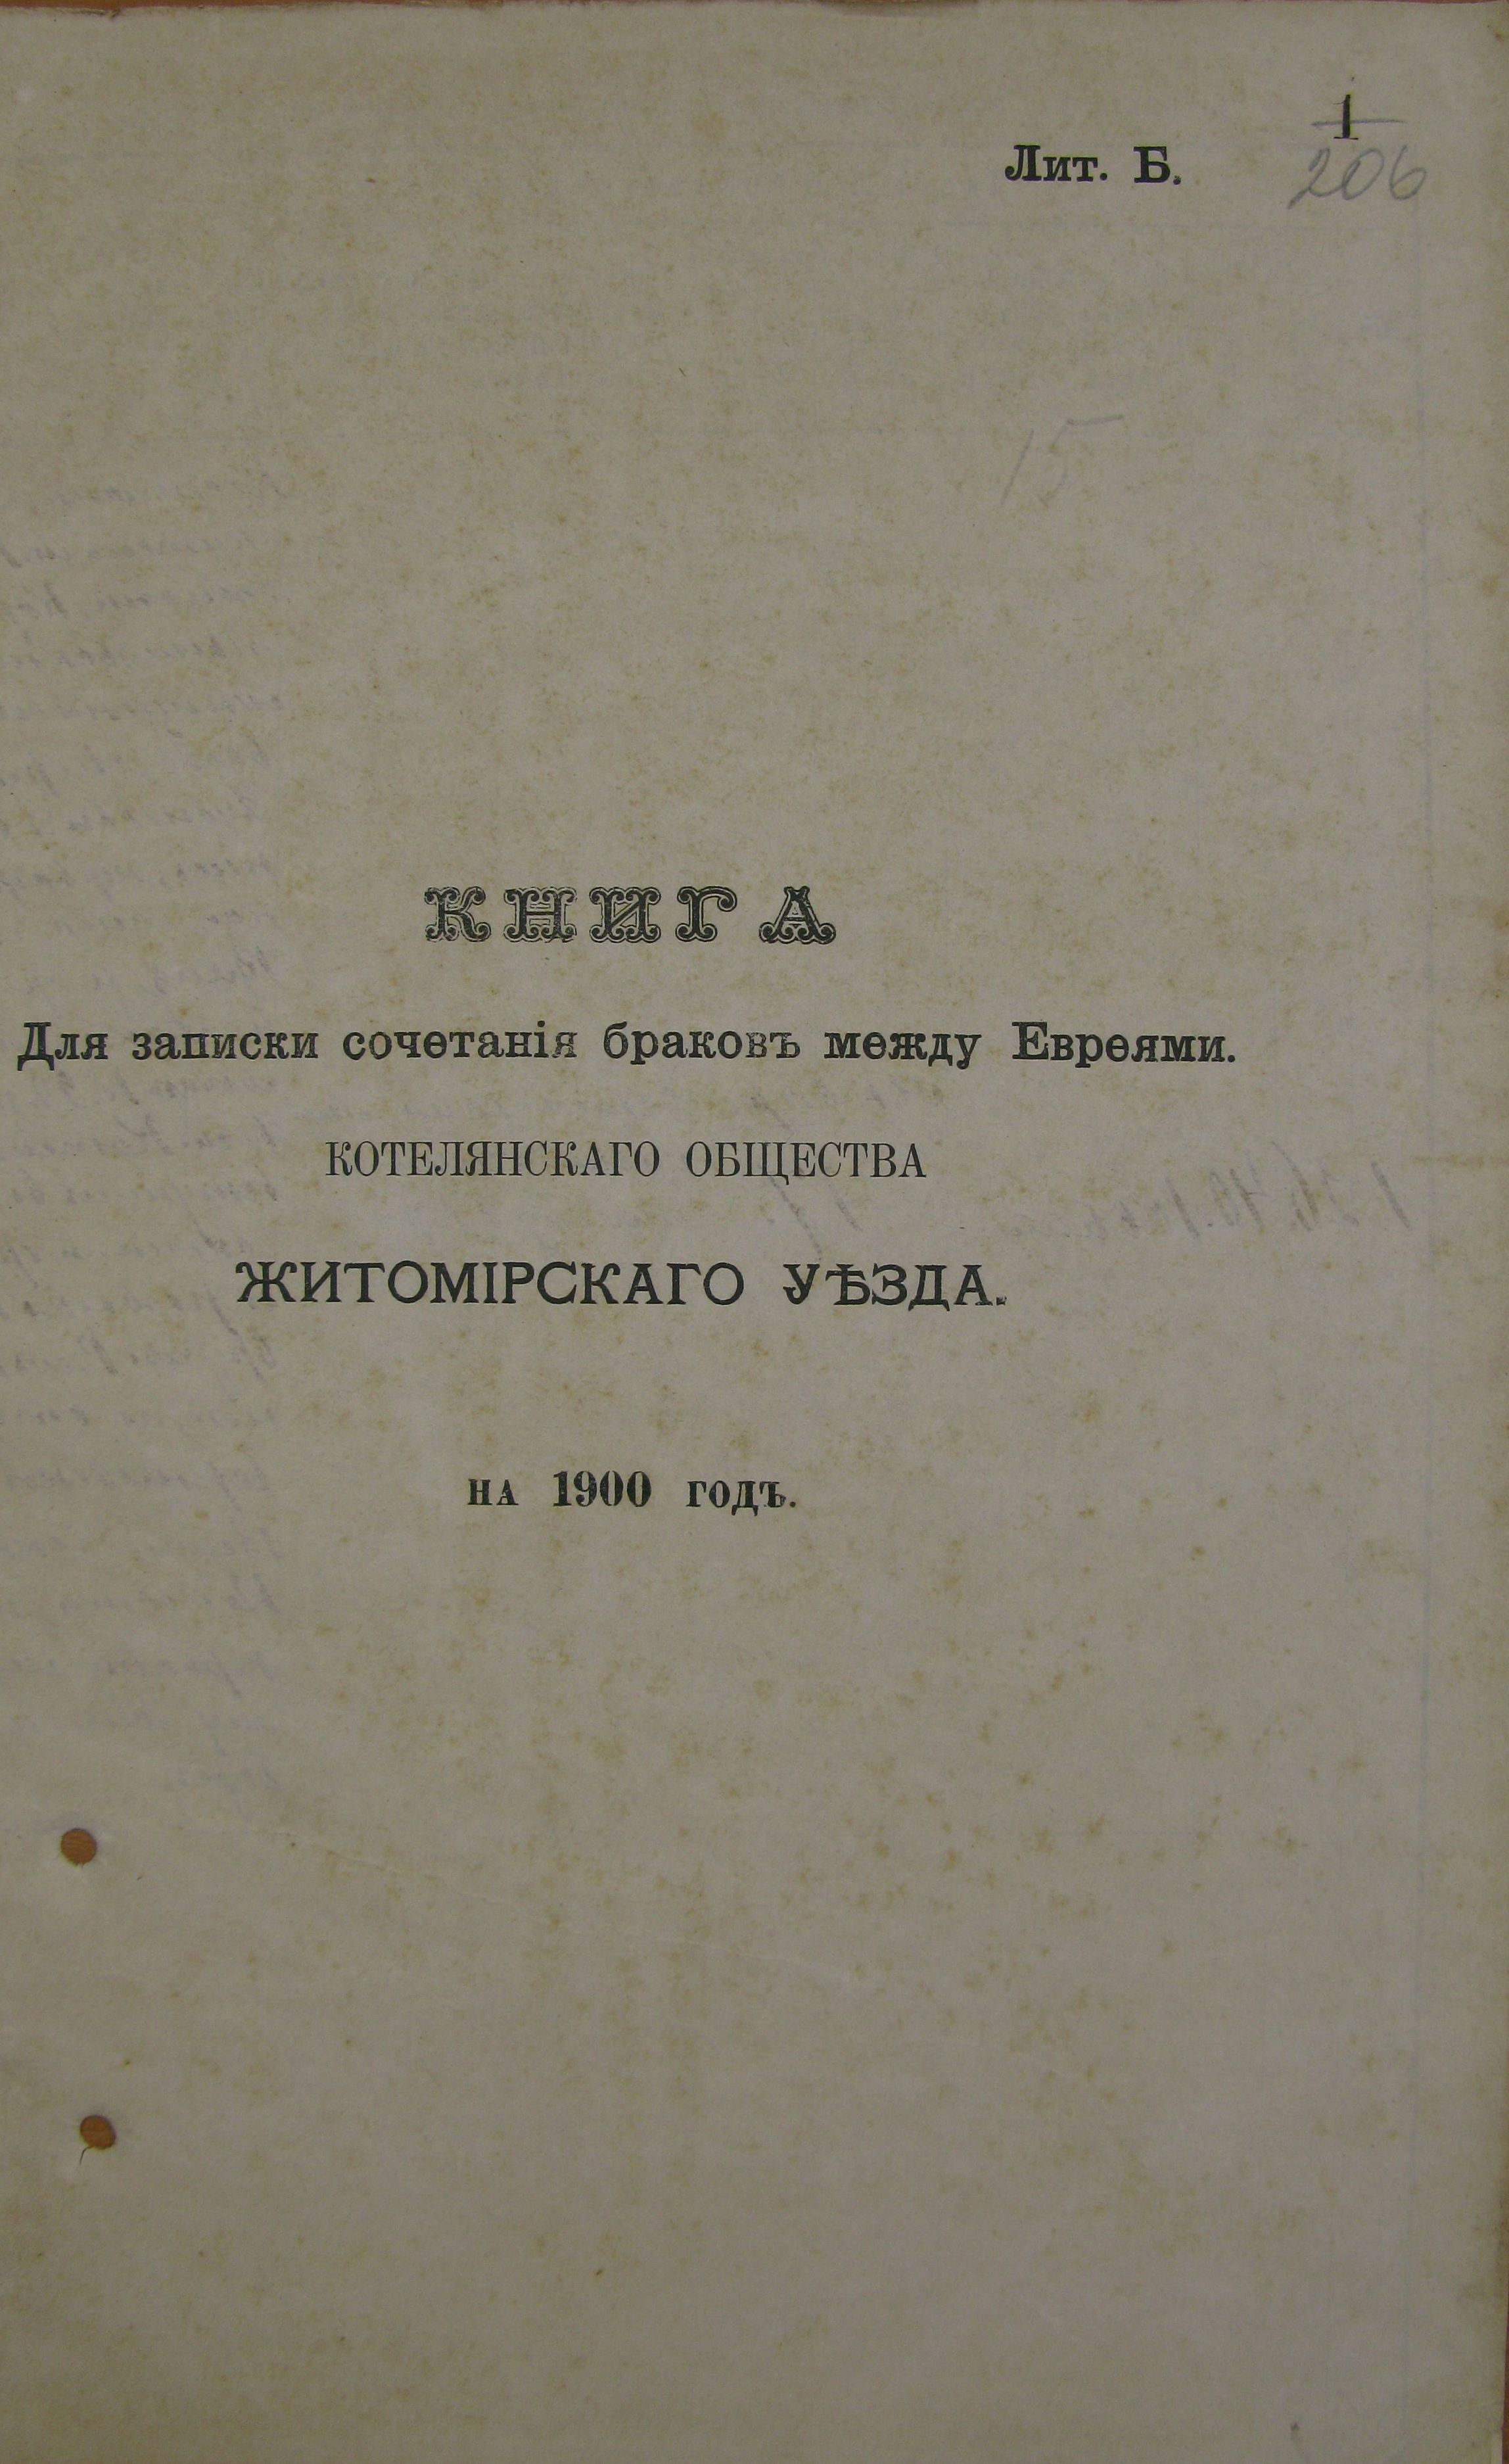 1
Лит. Б.
206
15
КНИГА
Для записки сочетанія браковъ между Евреями.
КОТЕЛЯНСКАГО ОБЩЕСТВА
ЖИТОМІРСКАГО УѢЗДА.
НА 1900 ГОДЪ.